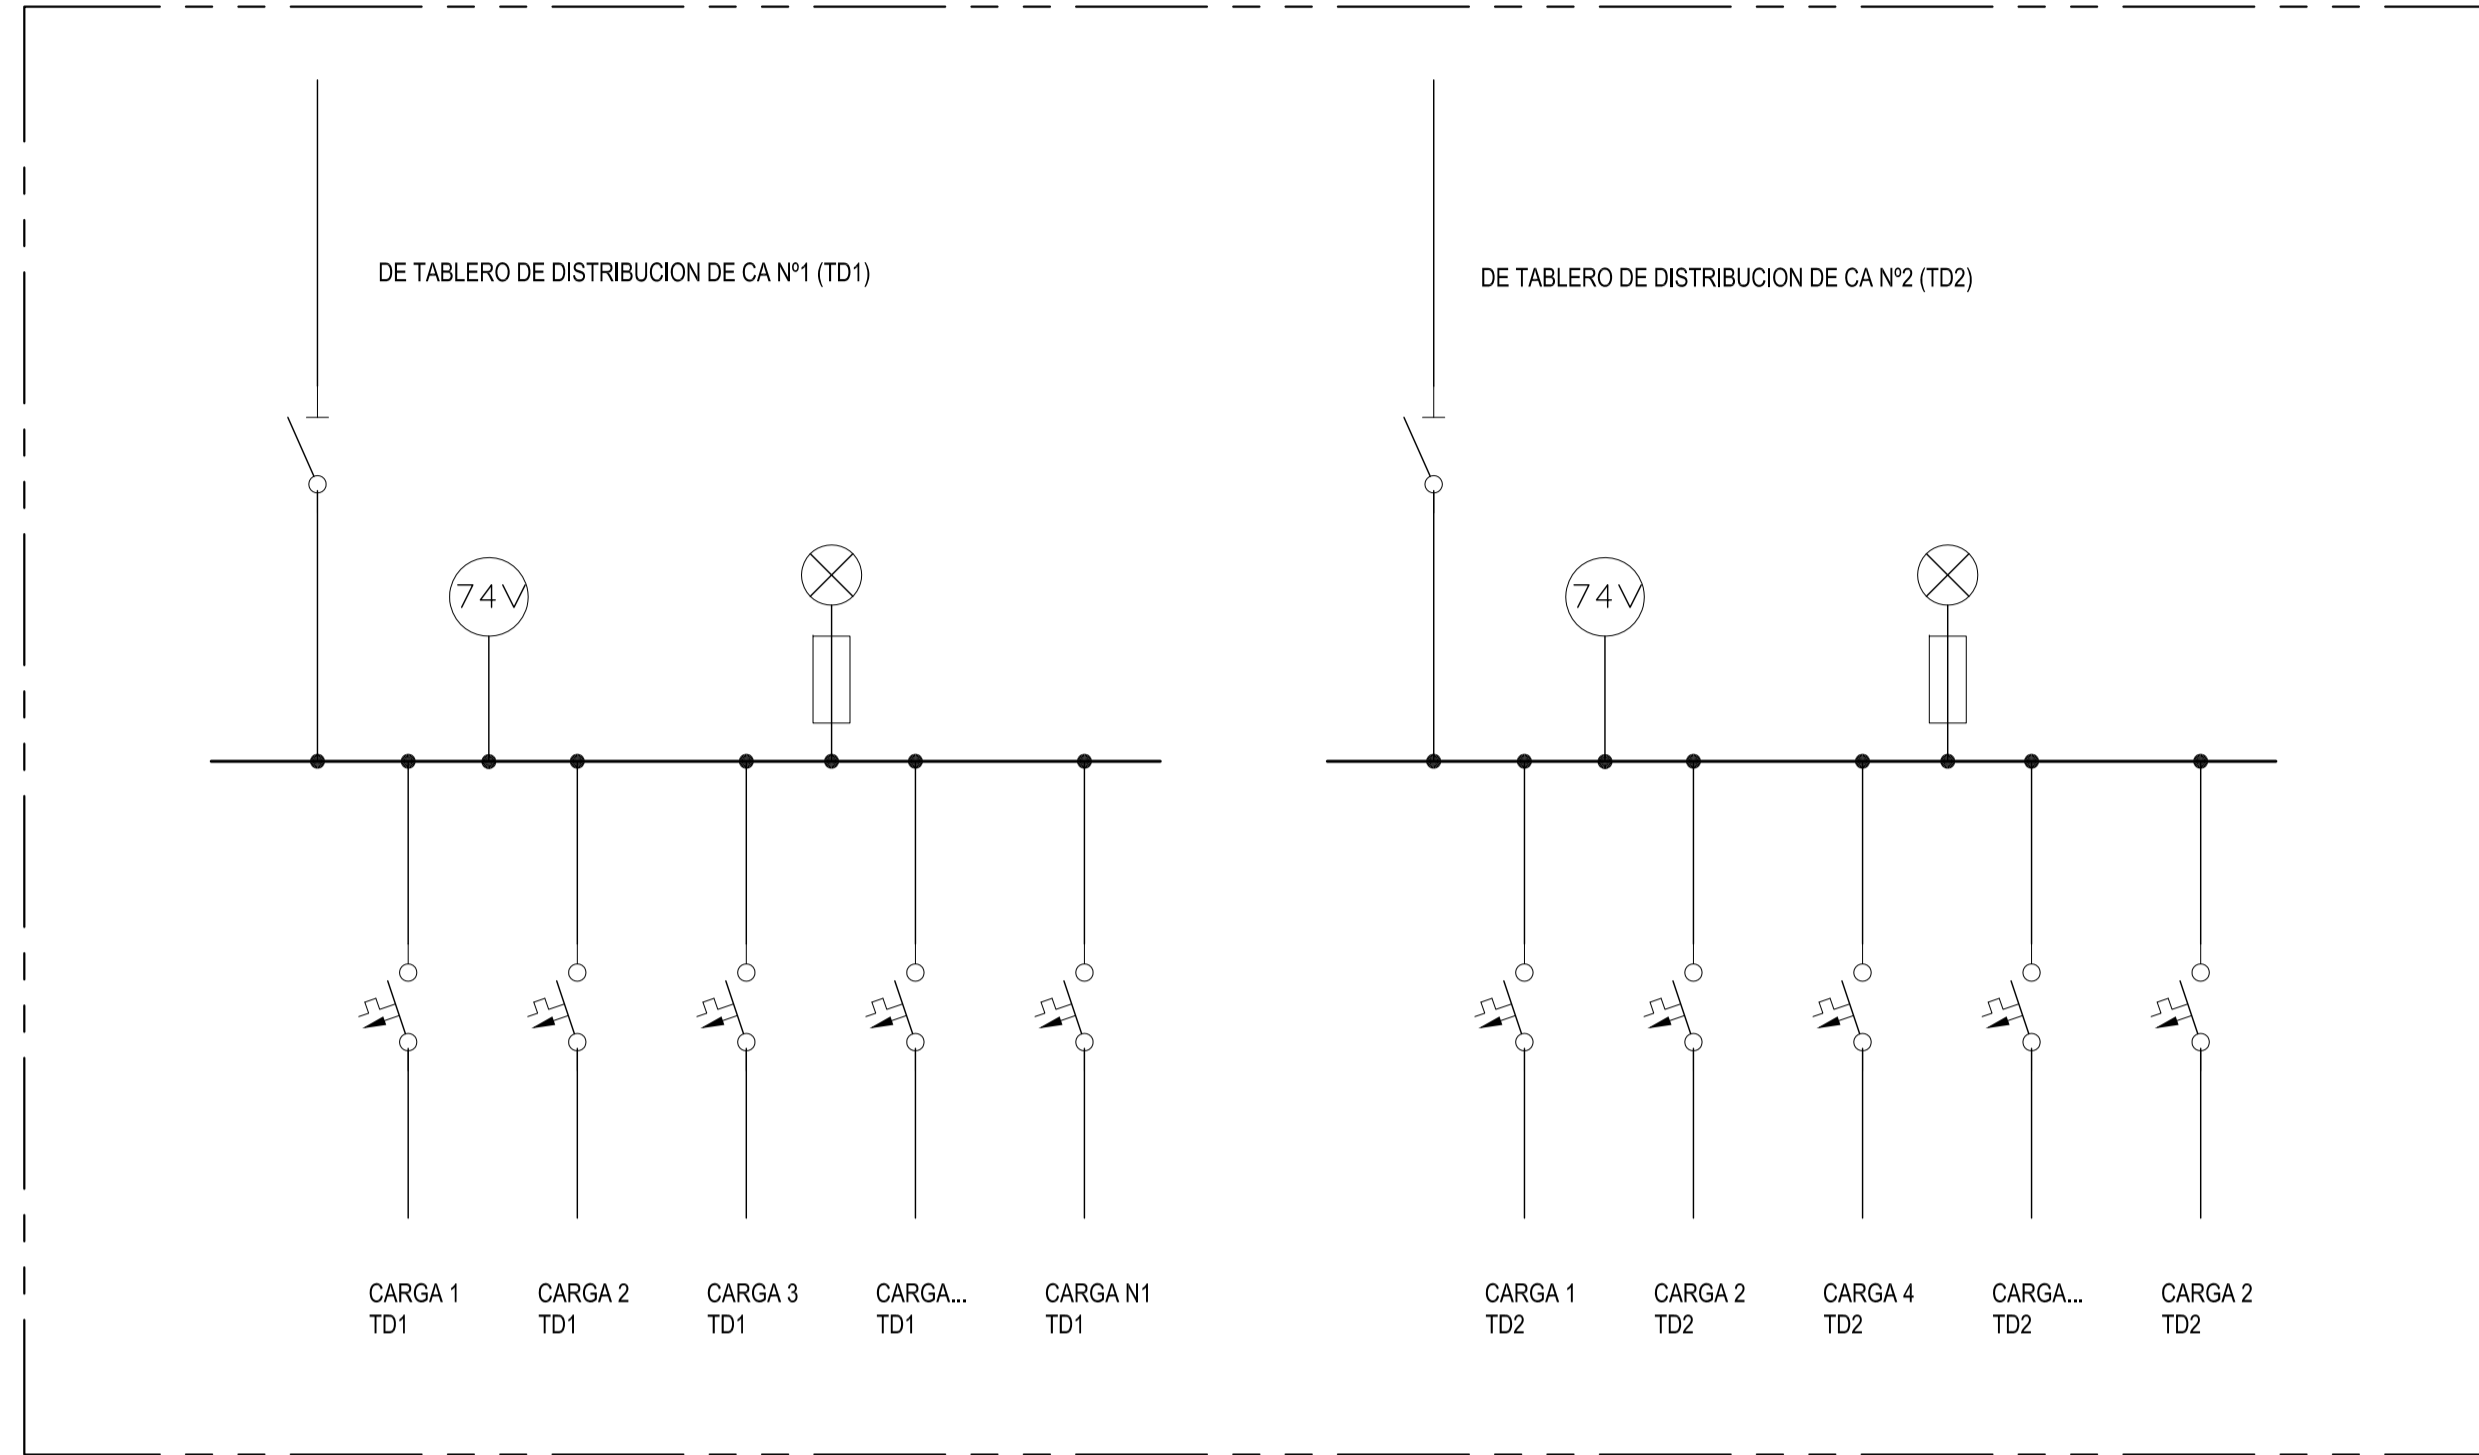 DE TABLERO DE DISTRIBUCION DE CA Nº1 (TD1)
DE TABLERO DE DISTRIBUCION DE CA Nº2 (TD2)
74V
74V
CARGA 1
TD1
CARGA 2
TD1
CARGA 3
TD1
CARGA...
TD1
CARGA N1
TD1
CARGA 1
TD2
CARGA 2
TD2
CARGA 4
TD2
CARGA...
TD2
CARGA 2
TD2